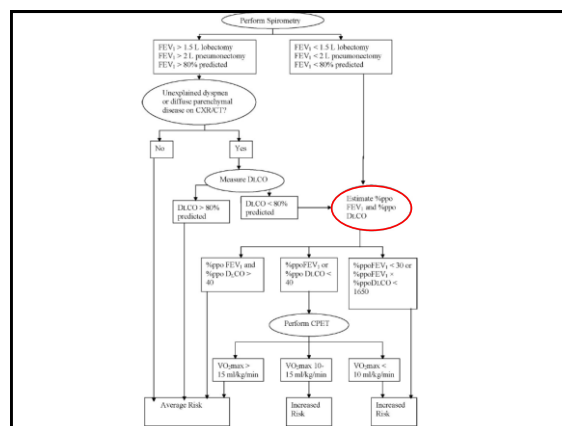 Perform Spirometry
FEV₁ > 1.5 L lobectomy
FEV₁ > 2 L pneumonectomy
FEV₁ > 80% predicted
FEV₁ < 1.5 L lobectomy
FEV₁ < 2 L pneumonectomy
FEV₁ < 80% predicted
Unexplained dyspnea
or diffuse parenchymal
disease on CXR/CT?
No
Yes
Measure DLCO
DLCO > 80%
predicted
DLCO < 80%
predicted
Estimate %ppo
FEV₁ and %ppo
DLCO
%ppo FEV₁ and
%ppo DLCO >
40
%ppoFEV₁ or
%ppo DLCO <
40
%ppoFEV₁ < 30 or
%ppoFEV₁ ×
%ppoDLCO <
1650
Perform CPET
VO₂max >
15 ml/kg/min
VO₂max 10-
15 ml/kg/min
VO₂max <
10 ml/kg/min
Average Risk
Increased
Risk
Increased
Risk